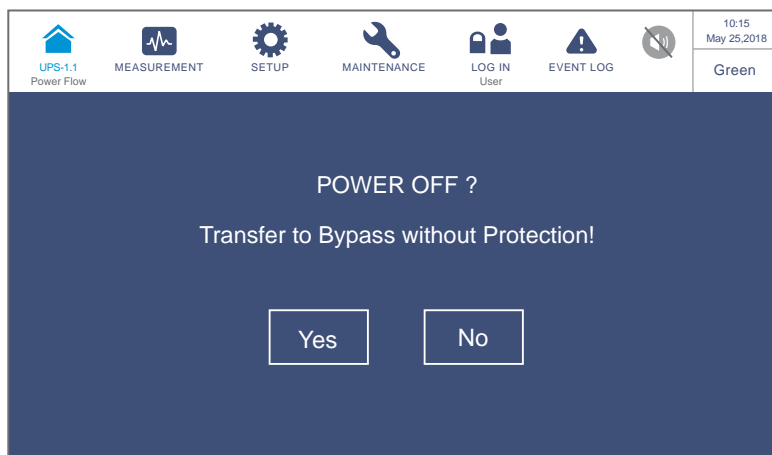 UPS-1.1
Power Flow
MEASUREMENT
SETUP
MAINTENANCE
LOG IN
User
EVENT LOG
10:15
May 25,2018
Green
POWER OFF ?
Transfer to Bypass without Protection!
Yes
No